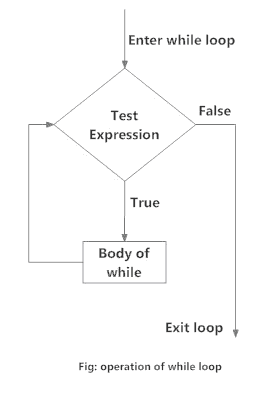 Enter while loop
Test
Expression
False
True
Body of
while
Exit loop
Fig: operation of while loop